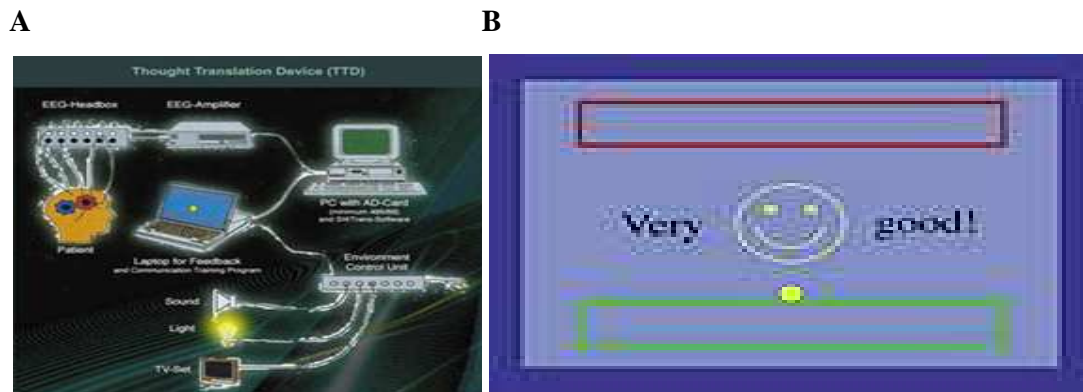 A
B
Thought Translation Device (TTD)
EEG-Headbox
EEG-Amplifier
PC with AD-Card
Patient
Laptop for Feedback
and Communication Training Program
Environment
Control Unit
Sound
Light
TV-Set
Very good!